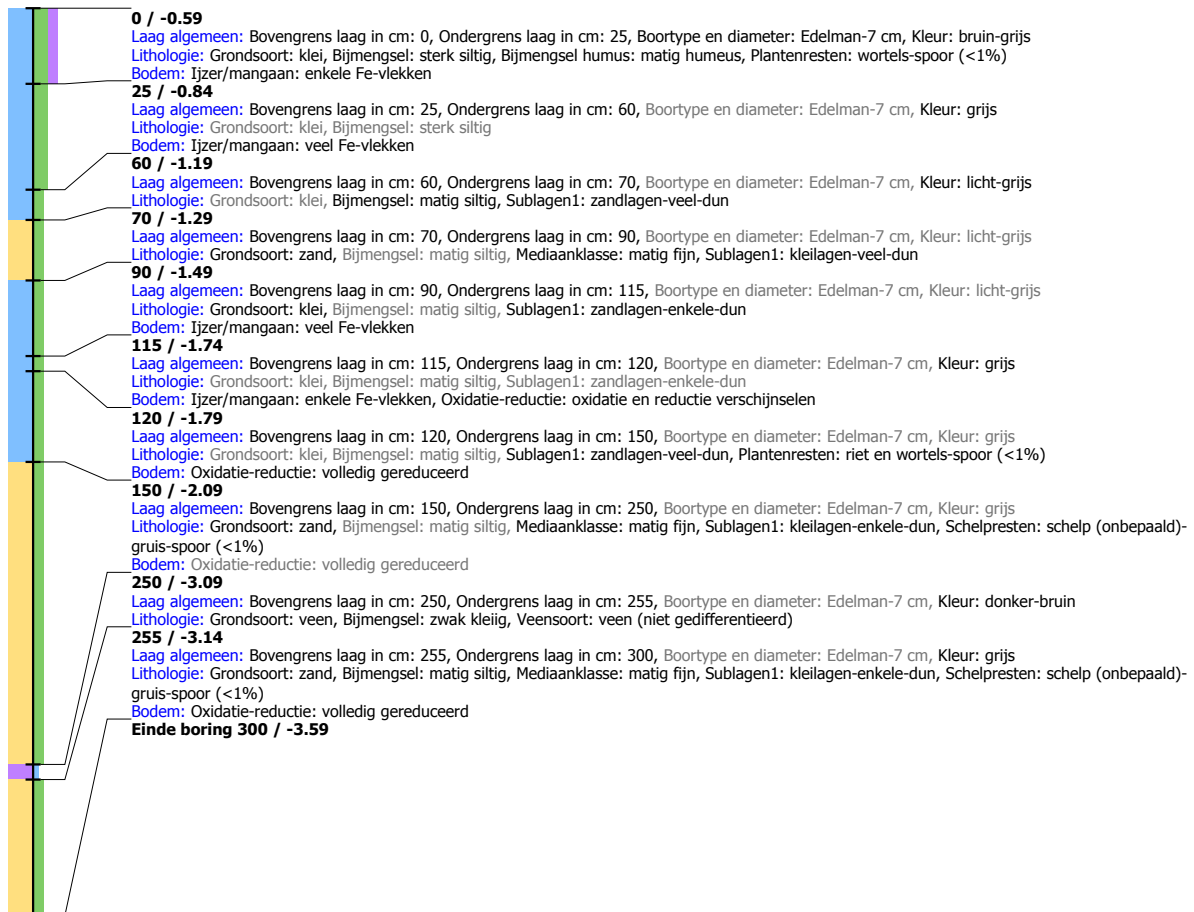 0 / -0.59
Laag algemeen: Bovengrens laag in cm: 0, Ondergrens laag in cm: 25, Boortype en diameter: Edelman-7 cm, Kleur: bruin-grijs
Lithologie: Grondsoort: klei, Bijmengsel: sterk siltig, Bijmengsel humus: matig humeus, Plantenresten: wortels-spoor (<1%)
Bodem: Ijzer/mangaan: enkele Fe-vlekken
25 / -0.84
Laag algemeen: Bovengrens laag in cm: 25, Ondergrens laag in cm: 60, Boortype en diameter: Edelman-7 cm, Kleur: grijs
Lithologie: Grondsoort: klei, Bijmengsel: sterk siltig
Bodem: Ijzer/mangaan: veel Fe-vlekken
60 / -1.19
Laag algemeen: Bovengrens laag in cm: 60, Ondergrens laag in cm: 70, Boortype en diameter: Edelman-7 cm, Kleur: licht-grijs
Lithologie: Grondsoort: klei, Bijmengsel: matig siltig, Sublagen1: zandlagen-veel-dun
70 / -1.29
Laag algemeen: Bovengrens laag in cm: 70, Ondergrens laag in cm: 90, Boortype en diameter: Edelman-7 cm, Kleur: licht-grijs
Lithologie: Grondsoort: zand, Bijmengsel: matig siltig, Mediaanklasse: matig fijn, Sublagen1: kleilagen-veel-dun
90 / -1.49
Laag algemeen: Bovengrens laag in cm: 90, Ondergrens laag in cm: 115, Boortype en diameter: Edelman-7 cm, Kleur: licht-grijs
Lithologie: Grondsoort: klei, Bijmengsel: matig siltig, Sublagen1: zandlagen-enkele-dun
Bodem: Ijzer/mangaan: veel Fe-vlekken
115 / -1.74
Laag algemeen: Bovengrens laag in cm: 115, Ondergrens laag in cm: 120, Boortype en diameter: Edelman-7 cm, Kleur: grijs
Lithologie: Grondsoort: klei, Bijmengsel: matig siltig, Sublagen1: zandlagen-enkele-dun
Bodem: Ijzer/mangaan: enkele Fe-vlekken, Oxidatie-reductie: oxidatie en reductie verschijnselen
120 / -1.79
Laag algemeen: Bovengrens laag in cm: 120, Ondergrens laag in cm: 150, Boortype en diameter: Edelman-7 cm, Kleur: grijs
Lithologie: Grondsoort: klei, Bijmengsel: matig siltig, Sublagen1: zandlagen-veel-dun, Plantenresten: riet en wortels-spoor (<1%)
Bodem: Oxidatie-reductie: volledig gereduceerd
150 / -2.09
Laag algemeen: Bovengrens laag in cm: 150, Ondergrens laag in cm: 250, Boortype en diameter: Edelman-7 cm, Kleur: grijs
Lithologie: Grondsoort: zand, Bijmengsel: matig siltig, Mediaanklasse: matig fijn, Sublagen1: kleilagen-enkele-dun, Schelpresten: schelp (onbepaald)-
gruis-spoor (<1%)
Bodem: Oxidatie-reductie: volledig gereduceerd
250 / -3.09
Laag algemeen: Bovengrens laag in cm: 250, Ondergrens laag in cm: 255, Boortype en diameter: Edelman-7 cm, Kleur: donker-bruin
Lithologie: Grondsoort: veen, Bijmengsel: zwak kleiig, Veensoort: veen (niet gedifferentieerd)
255 / -3.14
Laag algemeen: Bovengrens laag in cm: 255, Ondergrens laag in cm: 300, Boortype en diameter: Edelman-7 cm, Kleur: grijs
Lithologie: Grondsoort: zand, Bijmengsel: matig siltig, Mediaanklasse: matig fijn, Sublagen1: kleilagen-enkele-dun, Schelpresten: schelp (onbepaald)-
gruis-spoor (<1%)
Bodem: Oxidatie-reductie: volledig gereduceerd
Einde boring 300 / -3.59